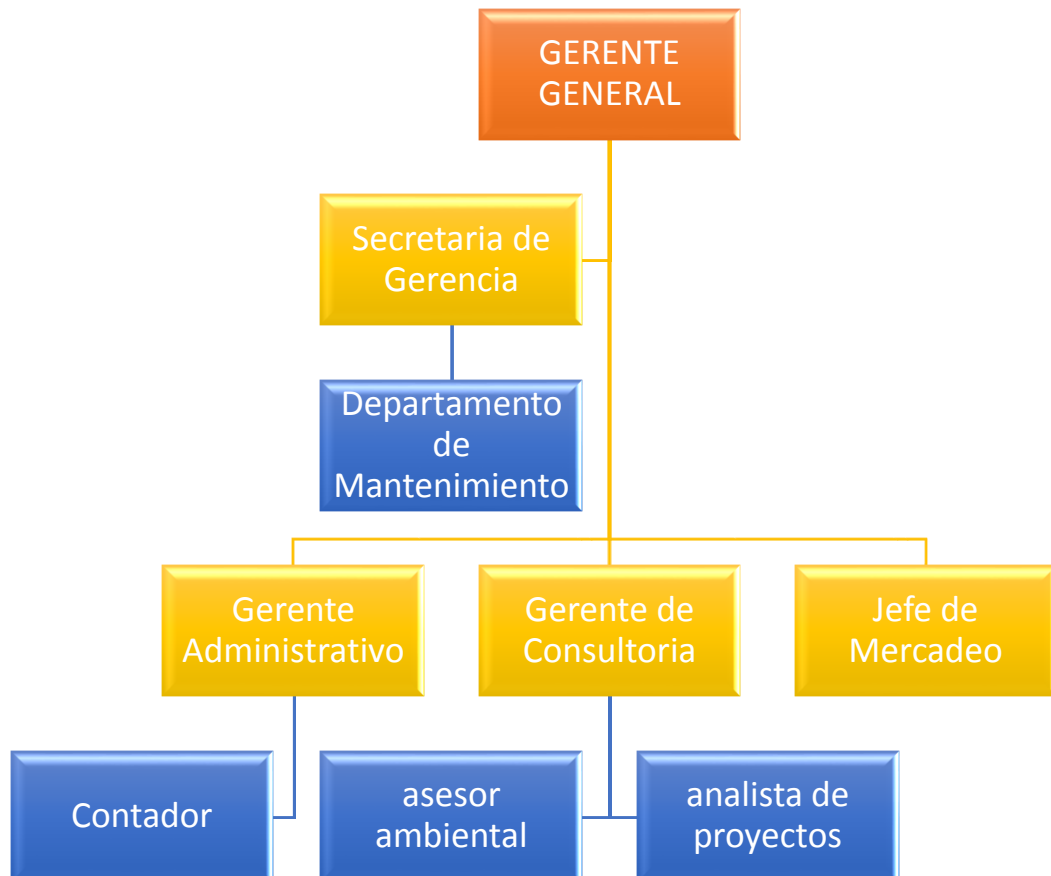 GERENTE
GENERAL
Secretaria de
Gerencia
Departamento
de
Mantenimiento
Gerente
Administrativo
Gerente de
Consultoria
Jefe de
Mercadeo
Contador
asesor
ambiental
analista de
proyectos